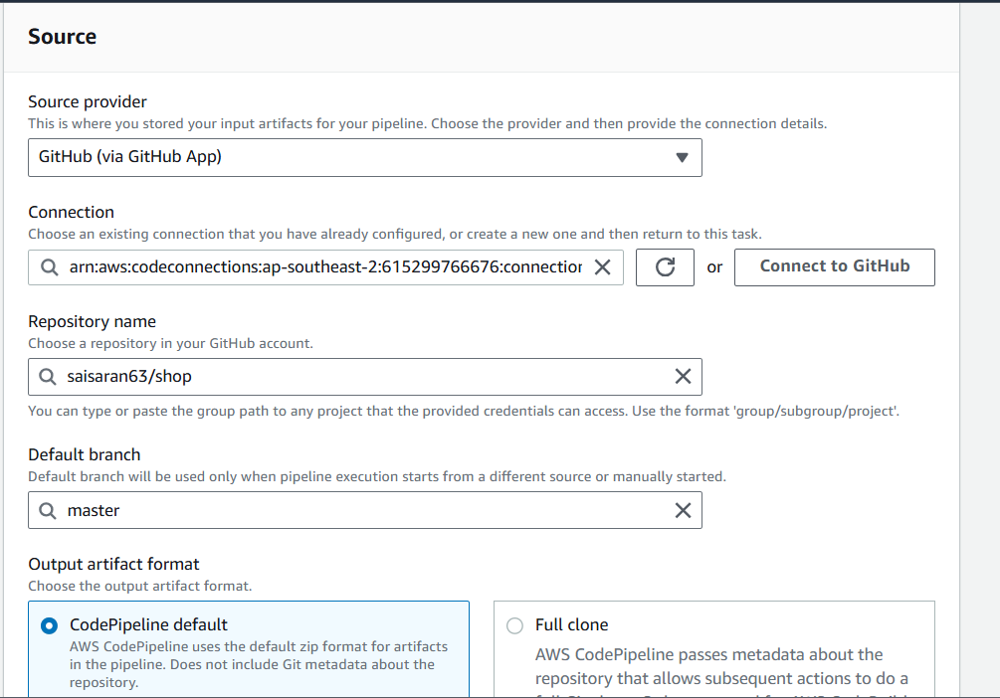 Source
Source provider
This is where you stored your input artifacts for your pipeline. Choose the provider and then provide the connection details.
GitHub (via GitHub App)
Connection
Choose an existing connection that you have already configured, or create a new one and then return to this task.
arn:aws:codeconnections:ap-southeast-2:615299766676:connection
or
Connect to GitHub
Repository name
Choose a repository in your GitHub account.
saisaran63/shop
You can type or paste the group path to any project that the provided credentials can access. Use the format 'group/subgroup/project'.
Default branch
Default branch will be used only when pipeline execution starts from a different source or manually started.
master
Output artifact format
Choose the output artifact format.
CodePipeline default
AWS CodePipeline uses the default zip format for artifacts
in the pipeline. Does not include Git metadata about the
repository.
Full clone
AWS CodePipeline passes metadata about the
repository that allows subsequent actions to do a